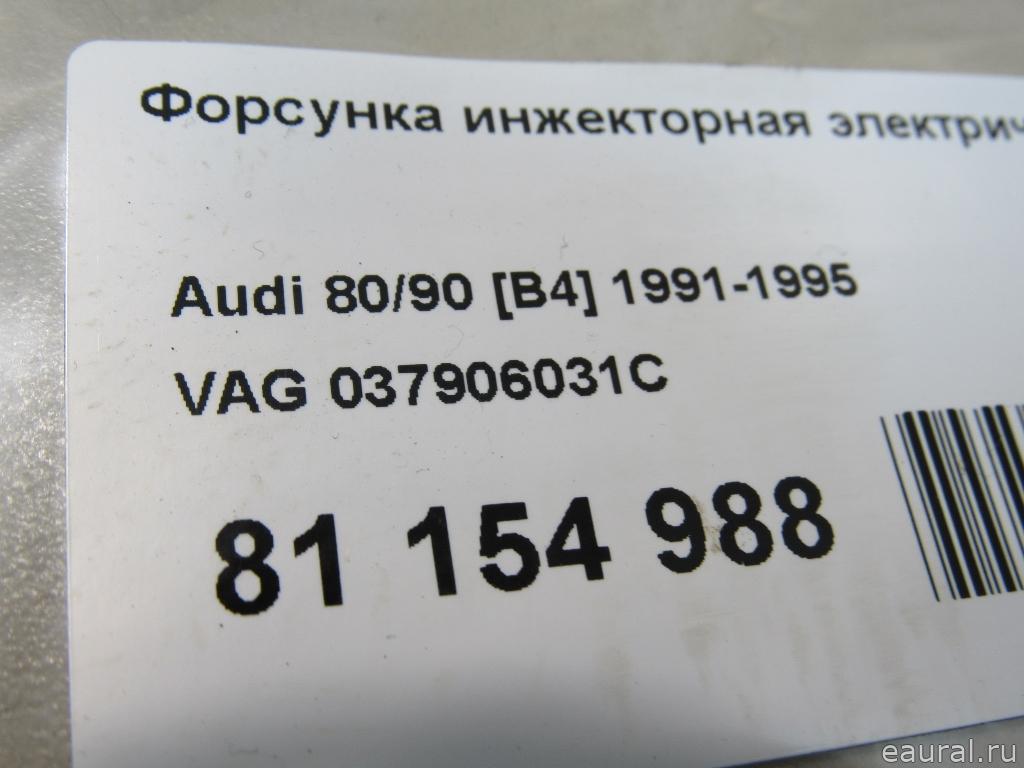 Форсунка инжекторная электрич
Audi 80/90 [B4] 1991-1995
VAG 037906031C
81 154 988
eaural.ru